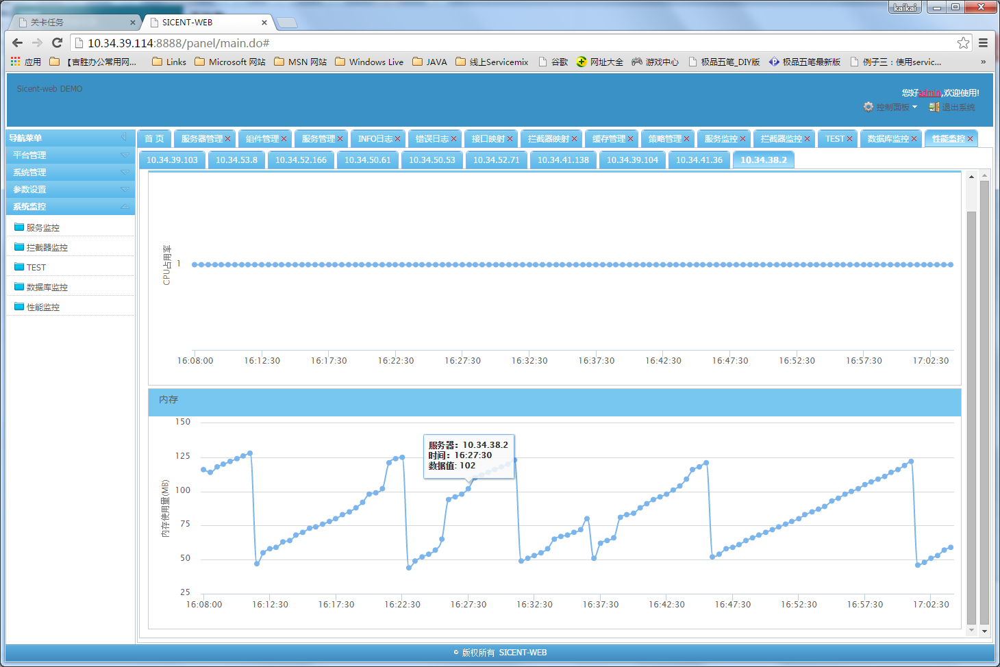 kaikai
关卡任务
SICENT-WEB
10.34.39.114:8888/panel/main.do#
应用 【吉胜办公常用网... Links Microsoft 网站 MSN 网站 Windows Live JAVA 线上Servicemix 谷歌 网址大全 游戏中心 极品五笔_DIY版 极品五笔最新版 例子三：使用servic... »
Sicent-web DEMO
您好admin,欢迎使用!
控制面板 退出系统
导航菜单
平台管理
系统管理
参数设置
系统监控
服务监控
拦截器监控
TEST
数据库监控
性能监控
首 页 服务器管理 组件管理 服务管理 INFO日志 错误日志 接口映射 拦截器映射 缓存管理 策略管理 服务监控 拦截器监控 TEST 数据库监控 性能监控
10.34.39.103 10.34.53.8 10.34.52.166 10.34.50.61 10.34.50.53 10.34.52.71 10.34.41.138 10.34.39.104 10.34.41.36 10.34.38.2
CPU占用率
1
16:08:00 16:12:30 16:17:30 16:22:30 16:27:30 16:32:30 16:37:30 16:42:30 16:47:30 16:52:30 16:57:30 17:02:30
内存
内存使用量(MB)
150
125
100
75
50
25
服务器：10.34.38.2
时间：16:27:30
数据值: 102
16:08:00 16:12:30 16:17:30 16:22:30 16:27:30 16:32:30 16:37:30 16:42:30 16:47:30 16:52:30 16:57:30 17:02:30
© 版权所有 SICENT-WEB